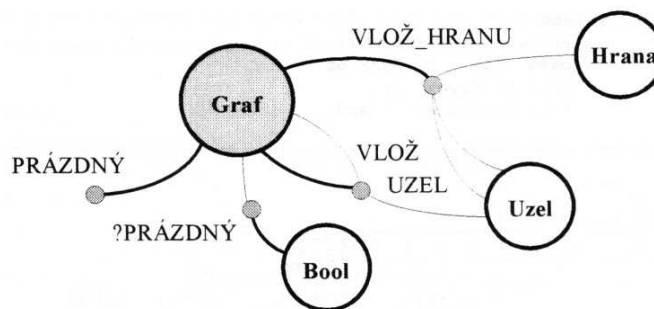 VLOŽ_HRANU
Hrana
Graf
PRÁZDNÝ
VLOŽ
UZEL
Uzel
?PRÁZDNÝ
Bool